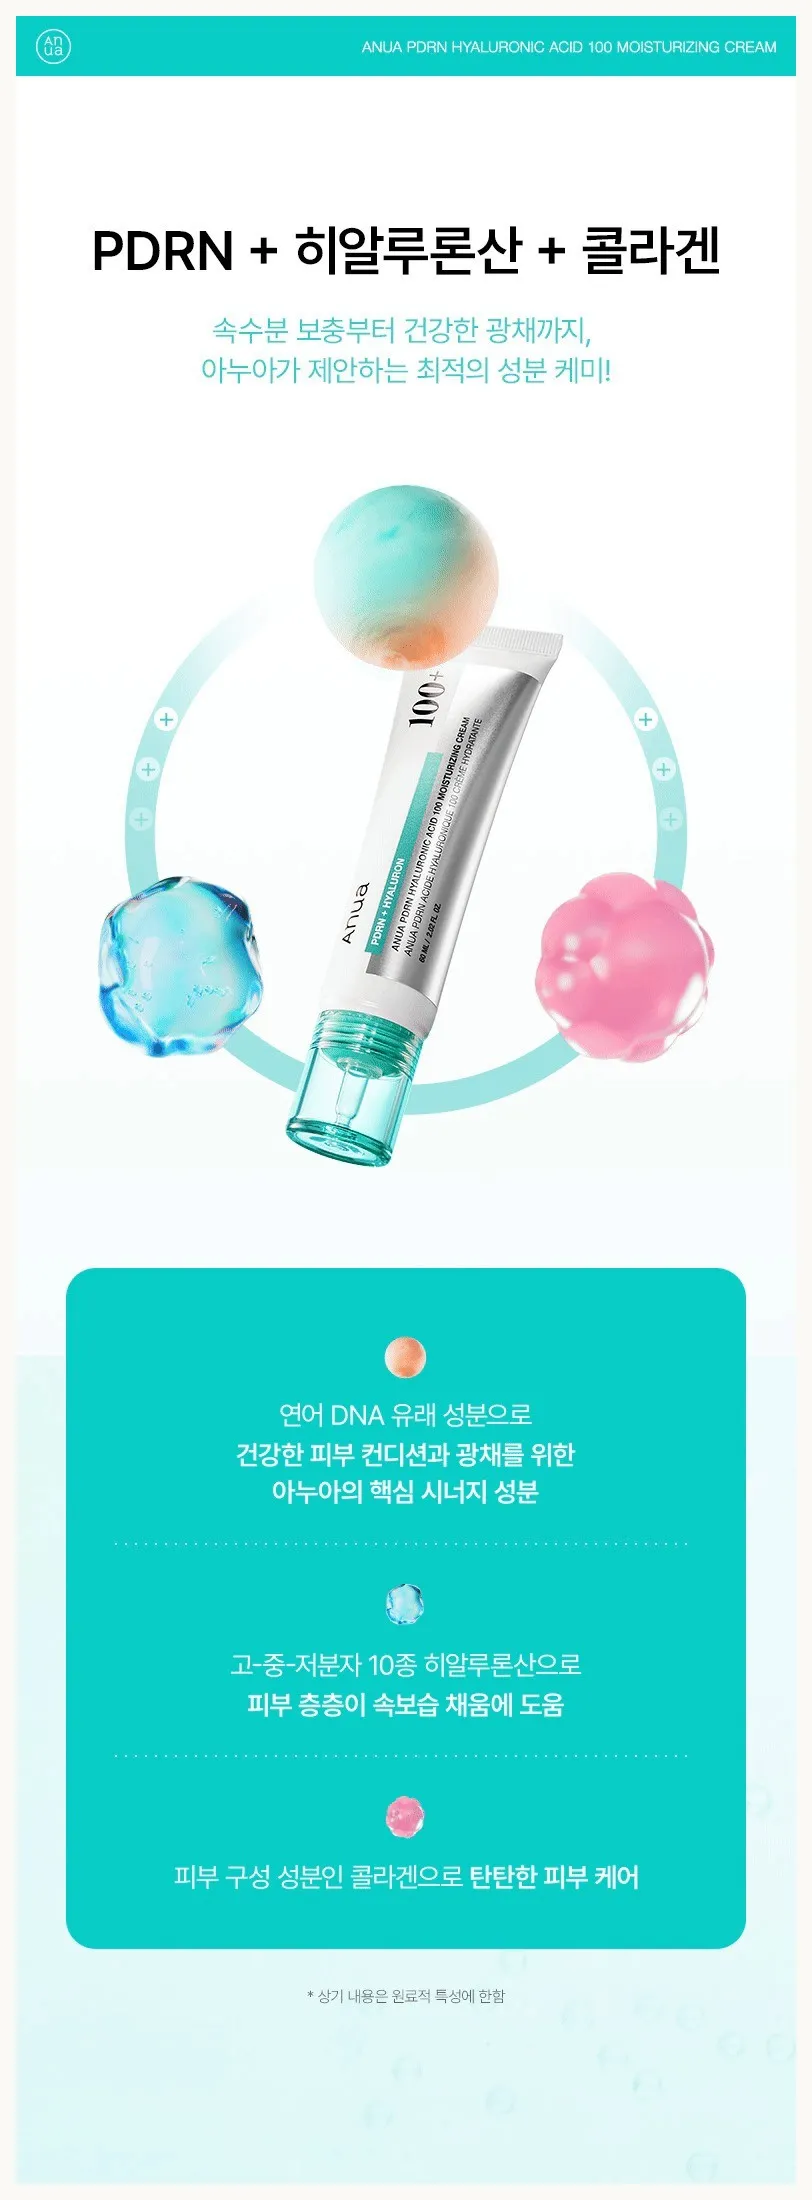 An
ua
ANUA PDRN HYALURONIC ACID 100 MOISTURIZING CREAM
PDRN + 히알루론산 + 콜라겐
속수분 보충부터 건강한 광채까지,
아누아가 제안하는 최적의 성분 케미!
100+
Anua
PDRN + HYALURON
ANUA PDRN HYALURONIC ACID 100 MOISTURIZING CREAM
ANUA PDRN ACIDE HYALURONIQUE 100 CRÈME HYDRATANTE
60 ML / 2.02 FL. OZ.
연어 DNA 유래 성분으로
건강한 피부 컨디션과 광채를 위한
아누아의 핵심 시너지 성분
고-중-저분자 10종 히알루론산으로
피부 층층이 속보습 채움에 도움
피부 구성 성분인 콜라겐으로 탄탄한 피부 케어
* 상기 내용은 원료적 특성에 한함